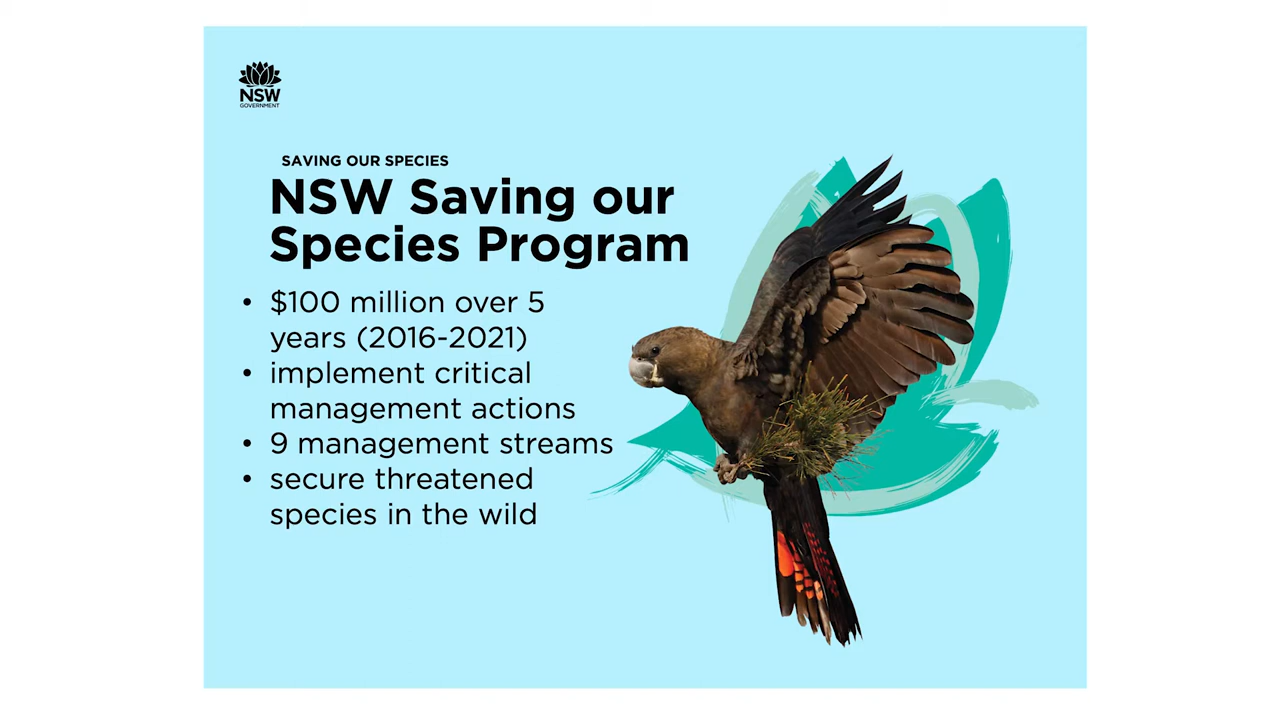 NSW
GOVERNMENT
SAVING OUR SPECIES
NSW Saving our
Species Program
• $100 million over 5
years (2016-2021)
• implement critical
management actions
• 9 management streams
• secure threatened
species in the wild